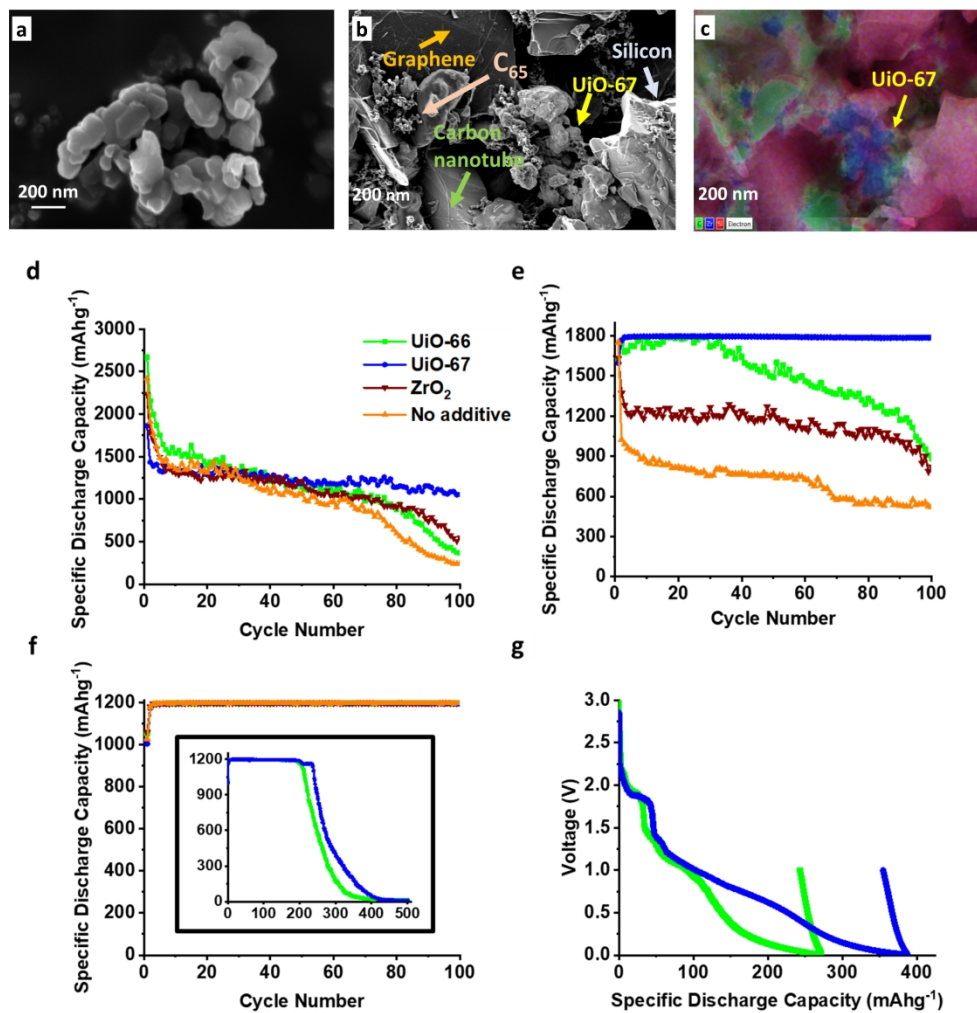 a
200 nm
b
Graphene
C65
Silicon
UiO-67
Carbon
nanotube
200 nm
c
UiO-67
200 nm
Electron
d
Specific Discharge Capacity (mAhg-1)
3000
2500
2000
1500
1000
500
0
0 20 40 60 80 100
Cycle Number
UiO-66
UiO-67
ZrO2
No additive
e
Specific Discharge Capacity (mAhg-1)
1800
1500
1200
900
600
300
0
0 20 40 60 80 100
Cycle Number
f
Specific Discharge Capacity (mAhg-1)
1200
1000
800
600
400
200
0
0 20 40 60 80 100
Cycle Number
1200
900
600
300
0
0 100 200 300 400 500
g
Voltage (V)
3.0
2.5
2.0
1.5
1.0
0.5
0.0
0 100 200 300 400
Specific Discharge Capacity (mAhg-1)